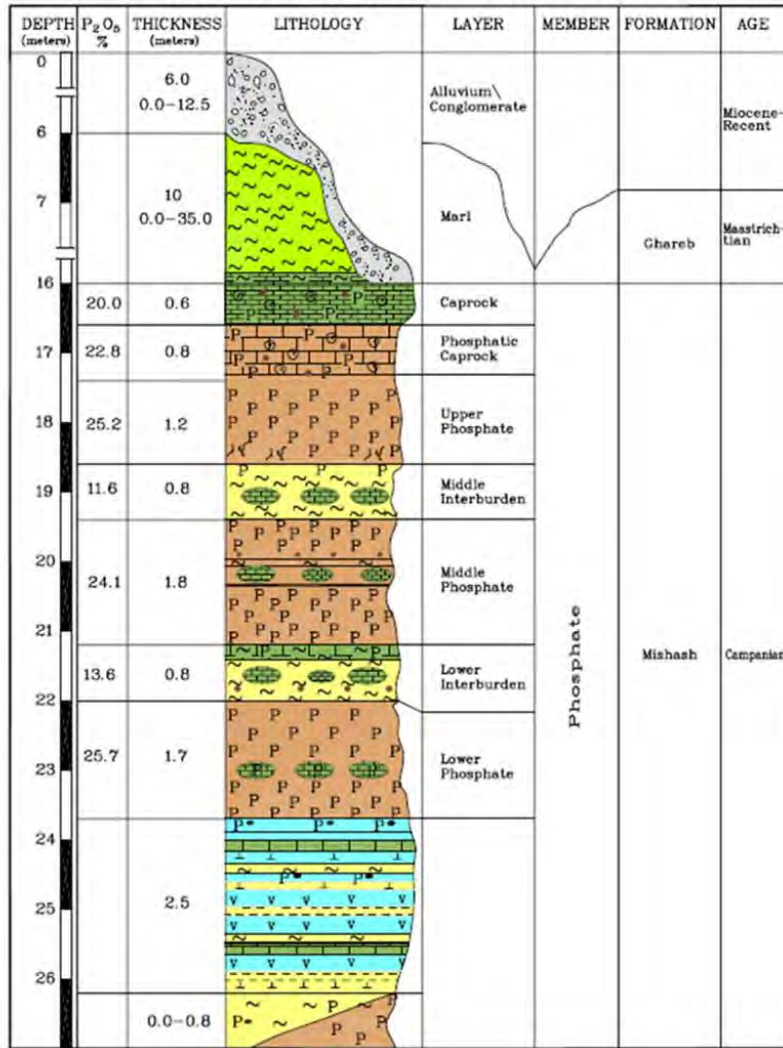 DEPTH P₂O₅ THICKNESS LITHOLOGY LAYER MEMBER FORMATION AGE
(meters) % (meters)
0
6.0
0.0-12.5
Alluvium\
Conglomerate
Miocene-
Recent
6
10
0.0-35.0
7
Marl
Ghareb
Maastrich-
tian
16
20.0 0.6 Caprock
17
22.8 0.8 Phosphatic
Caprock
18
25.2 1.2 Upper
Phosphate
19
11.6 0.8 Middle
Interburden
20
24.1 1.8 Middle
Phosphate
21
13.6 0.8 Lower
Interburden
22
25.7 1.7 Lower
Phosphate
23
Phosphate
Mishash
Campanian
24
25
2.5
26
0.0-0.8